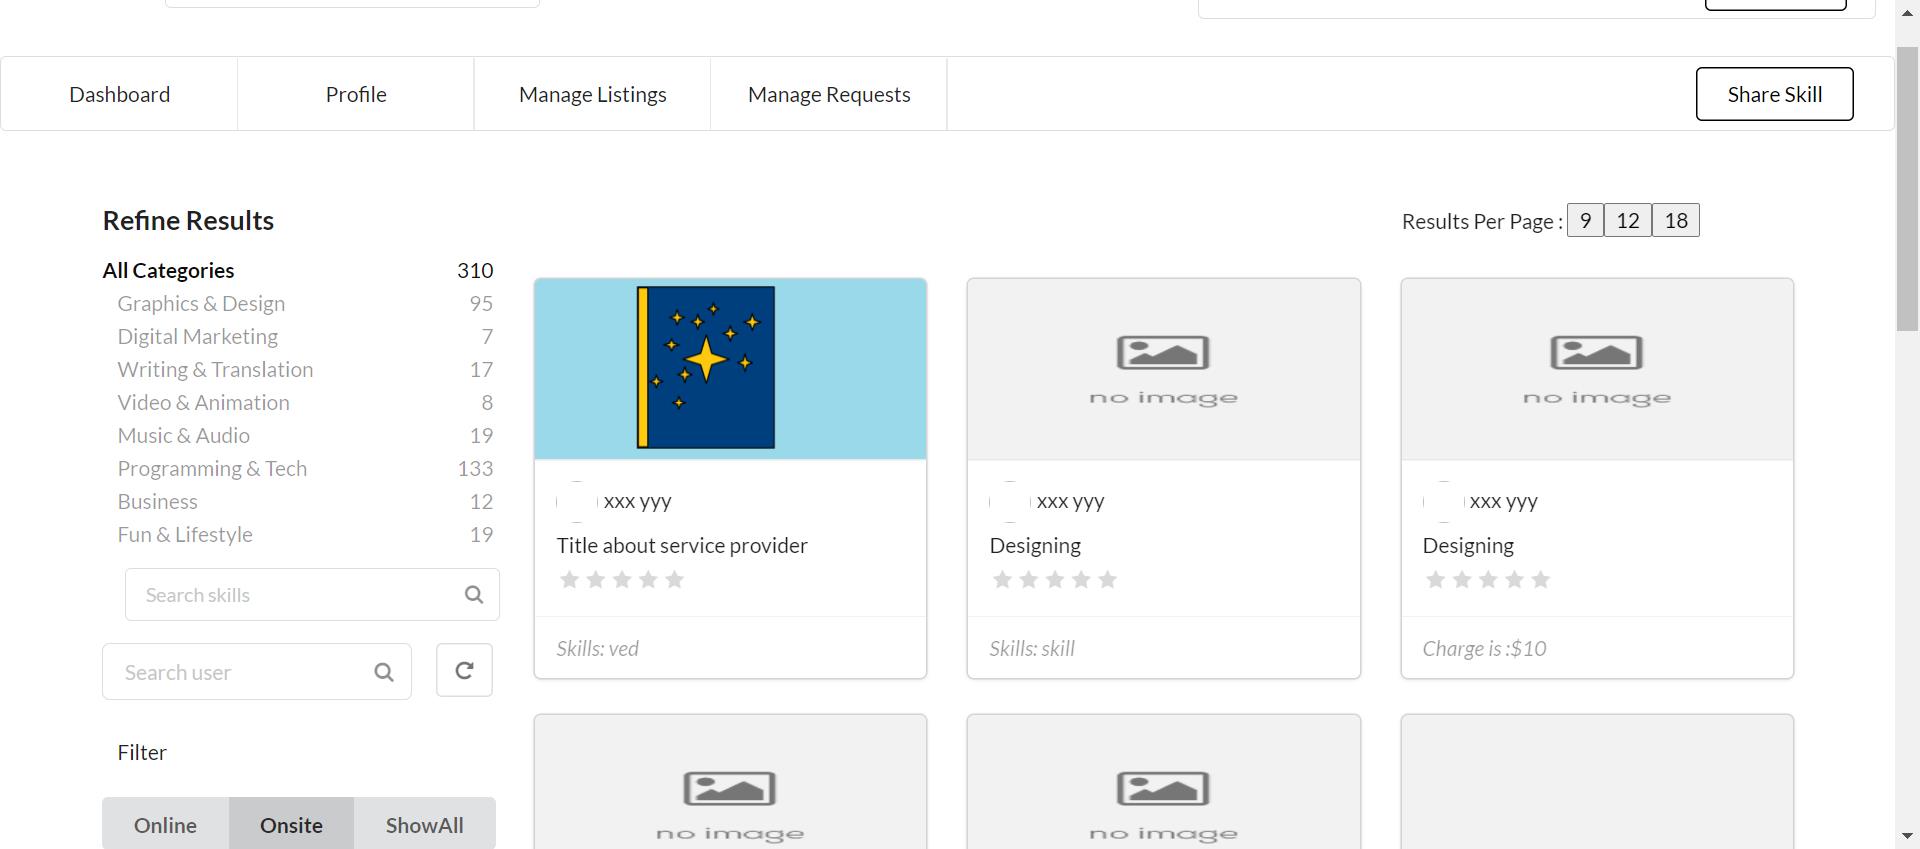 Dashboard
Profile
Manage Listings
Manage Requests
Share Skill
Refine Results
Results Per Page : 9 12 18
All Categories 310
Graphics & Design 95
Digital Marketing 7
Writing & Translation 17
Video & Animation 8
Music & Audio 19
Programming & Tech 133
Business 12
Fun & Lifestyle 19
Search skills
Search user
Filter
Online
Onsite
ShowAll
xxx yyy
Title about service provider
Skills: ved
no image
xxx yyy
Designing
Skills: skill
no image
xxx yyy
Designing
Charge is :$10
no image
no image